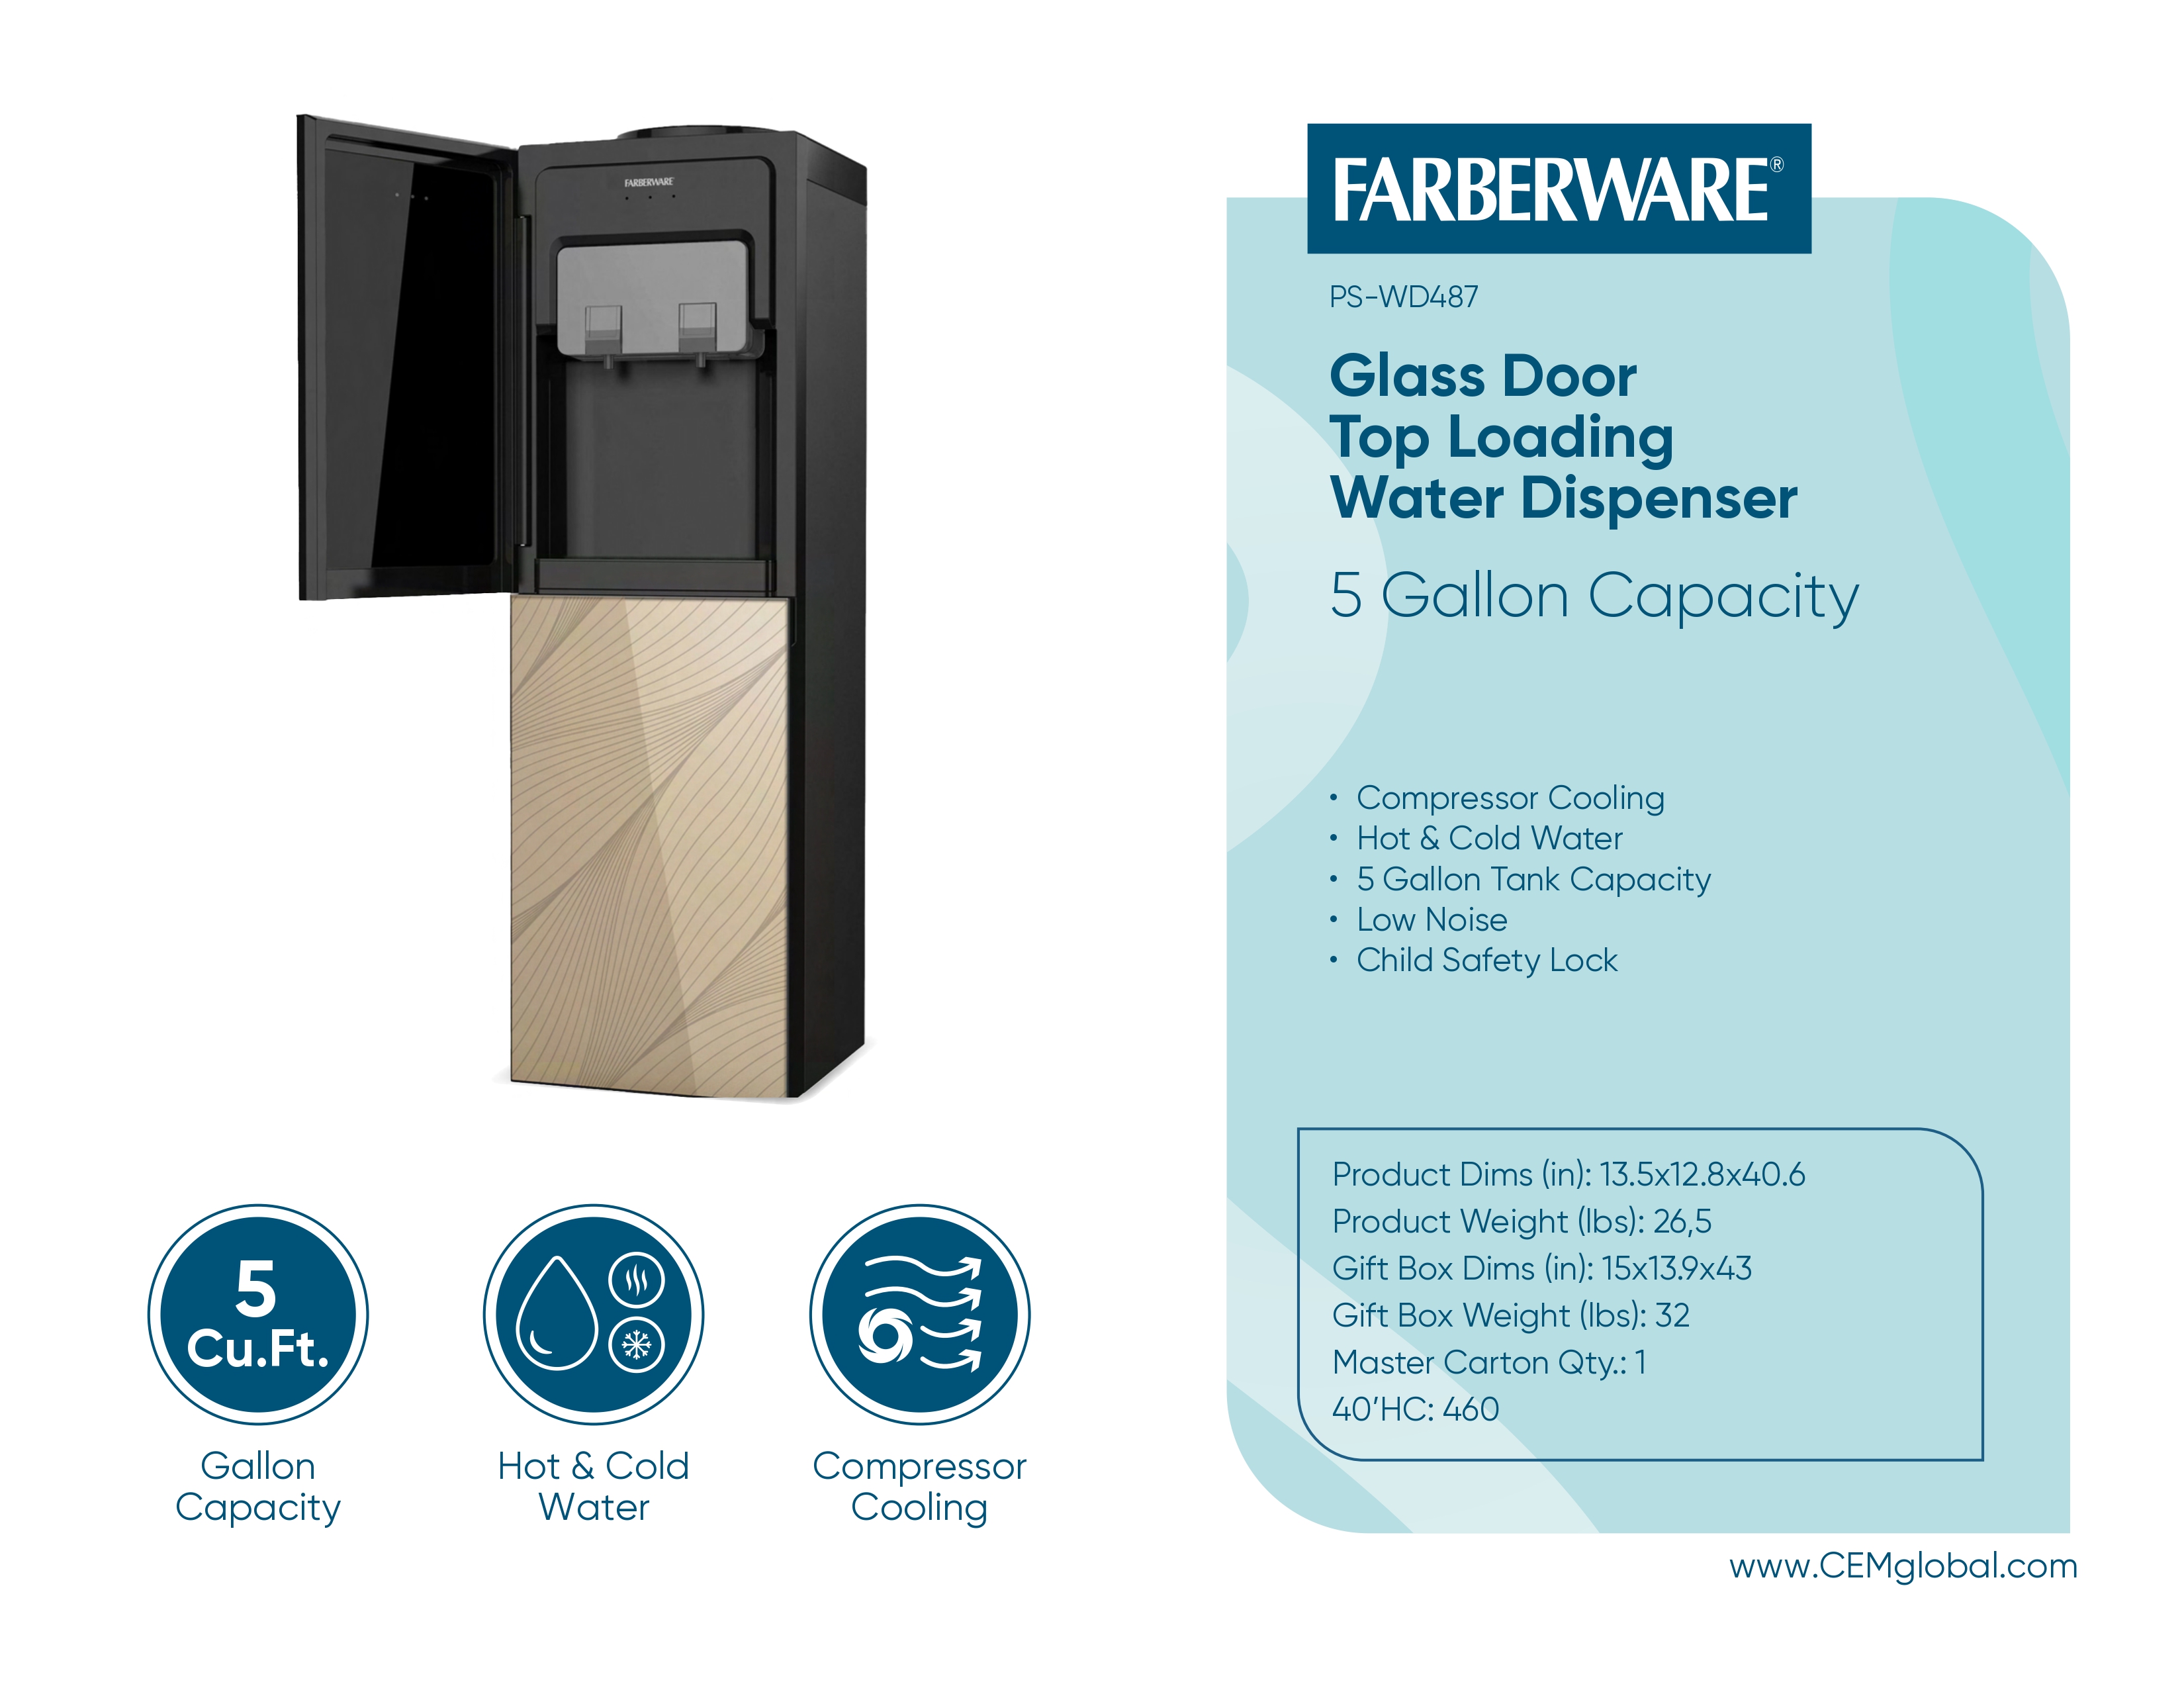 FARBERWARE
5
Cu.Ft.
Gallon
Capacity
Hot & Cold
Water
Compressor
Cooling
FARBERWARE®
PS-WD487
Glass Door
Top Loading
Water Dispenser
5 Gallon Capacity
• Compressor Cooling
• Hot & Cold Water
• 5 Gallon Tank Capacity
• Low Noise
• Child Safety Lock
Product Dims (in): 13.5x12.8x40.6
Product Weight (lbs): 26,5
Gift Box Dims (in): 15x13.9x43
Gift Box Weight (lbs): 32
Master Carton Qty.: 1
40'HC: 460
www.CEMglobal.com